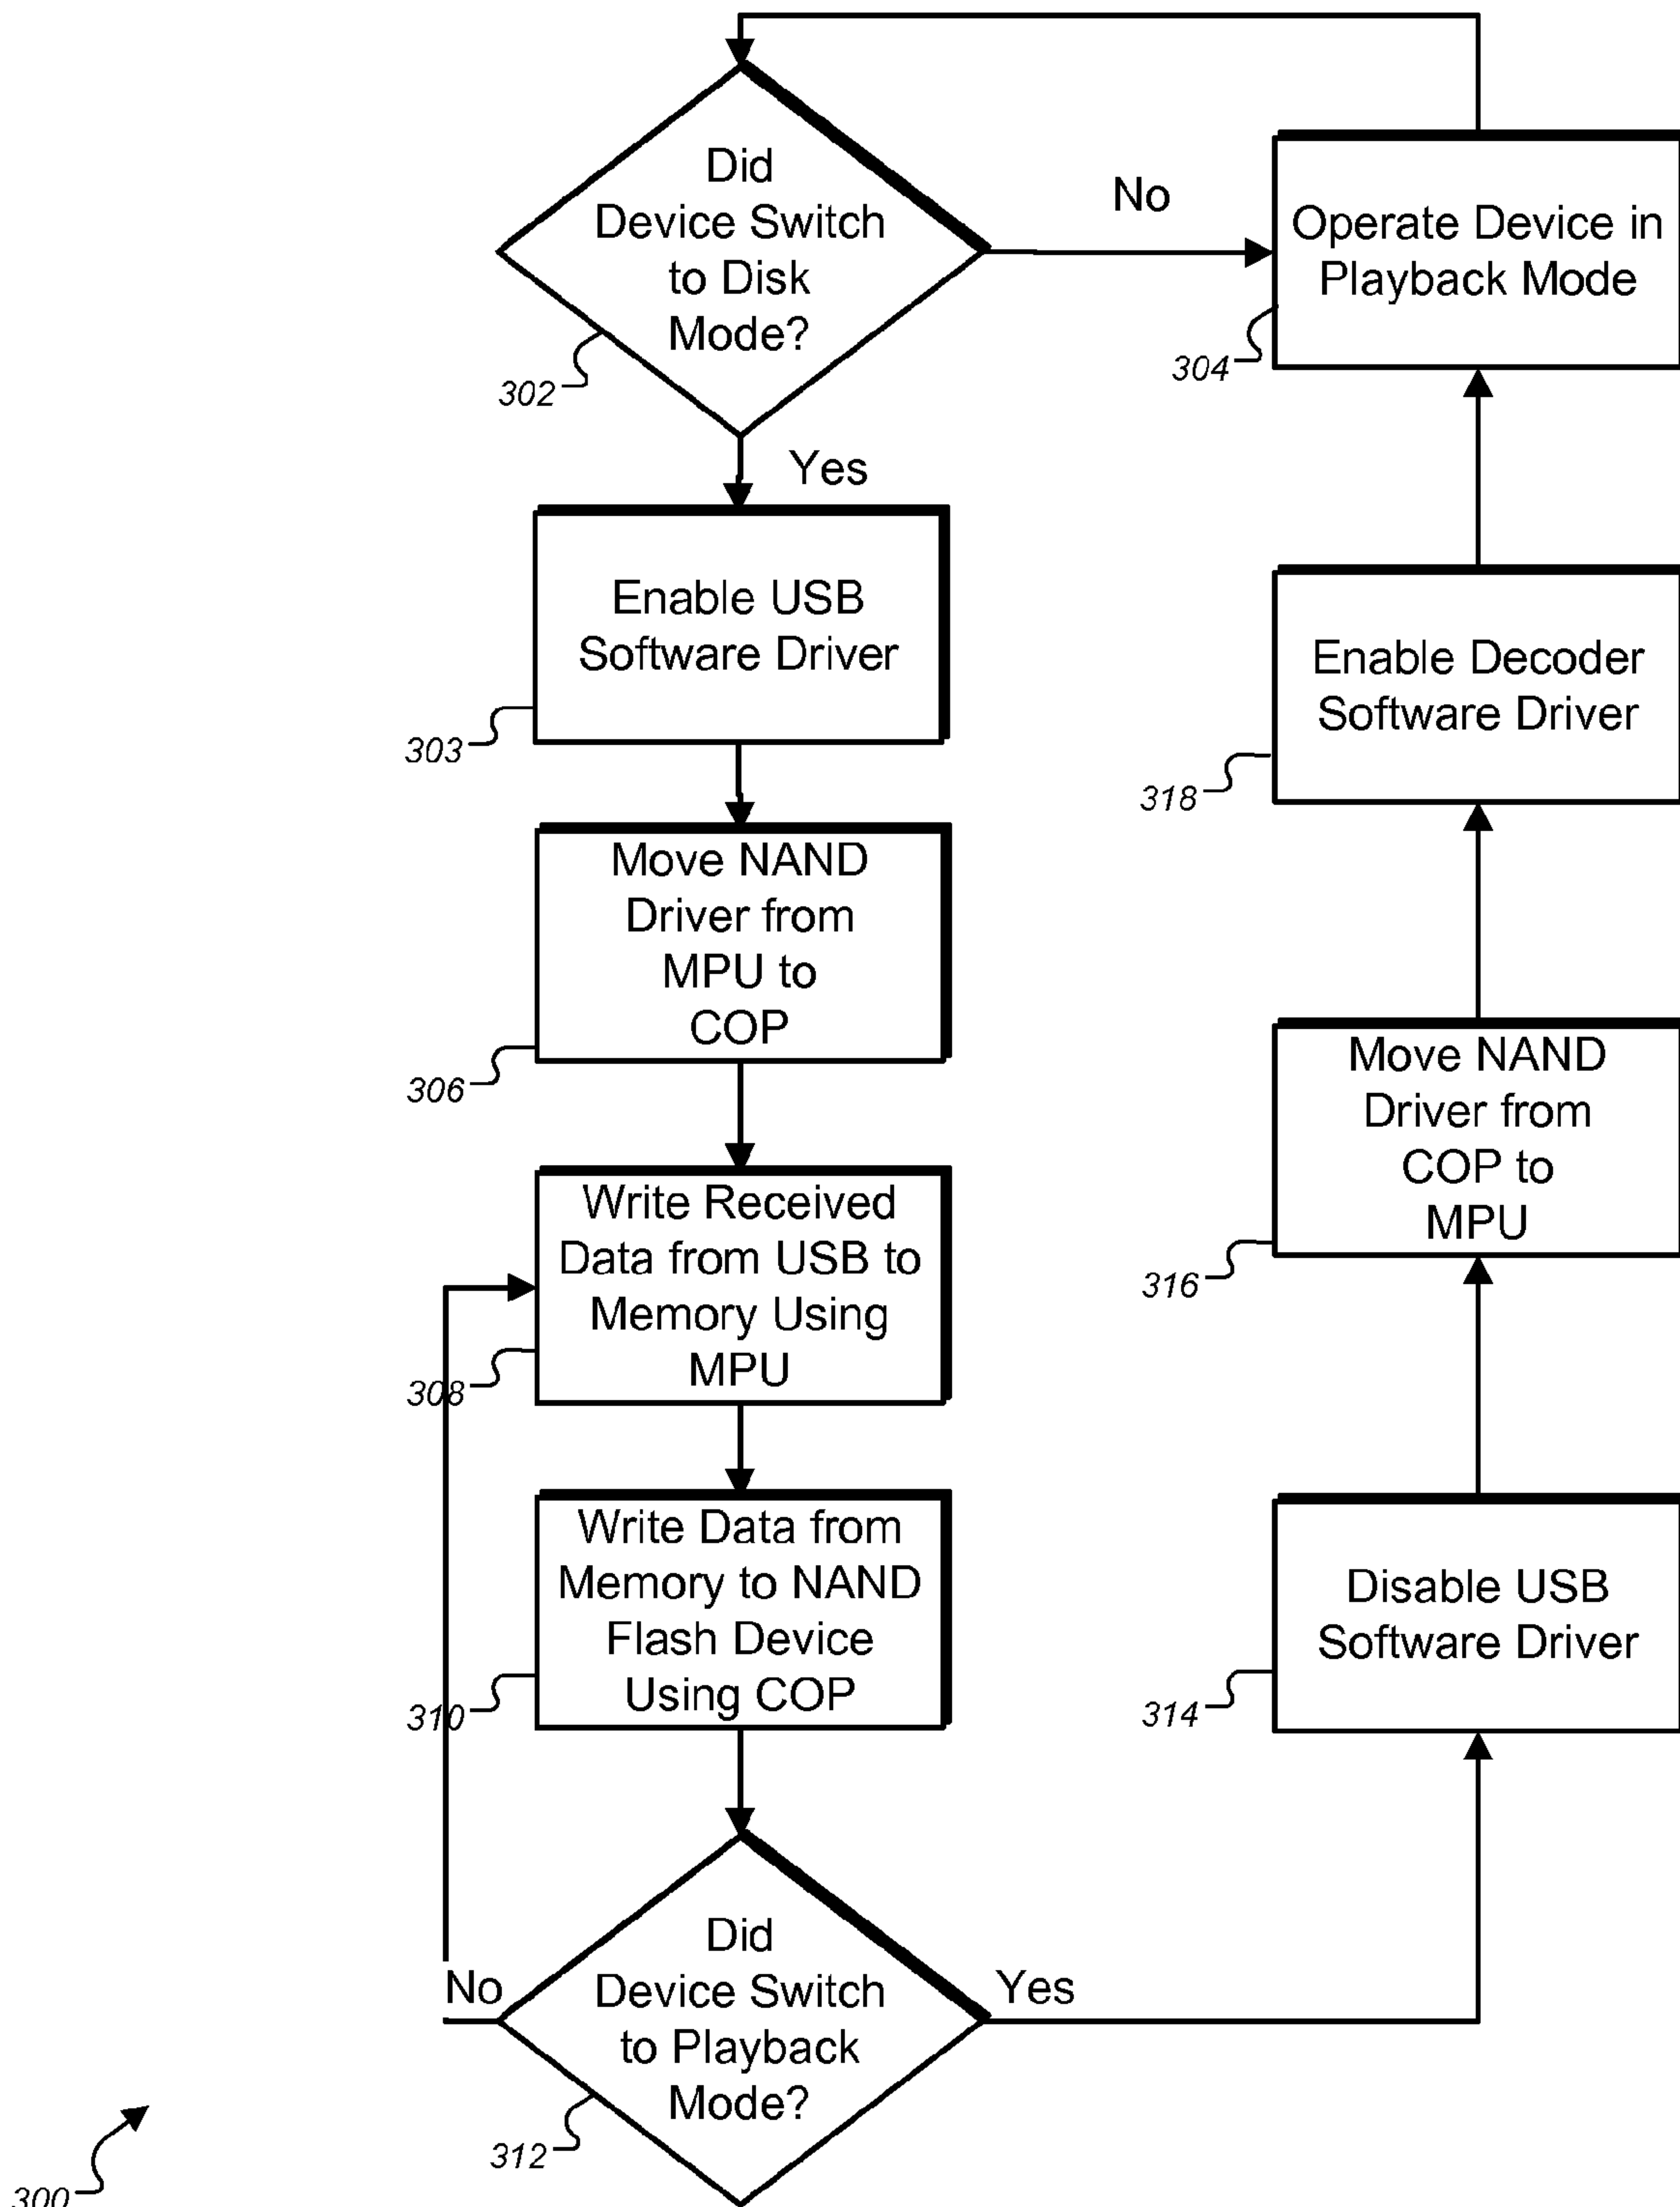 Did
Device Switch
to Disk
Mode?
302
No
Operate Device in
Playback Mode
304
Yes
Enable USB
Software Driver
303
Move NAND
Driver from
MPU to
COP
306
Write Received
Data from USB to
Memory Using
MPU
308
Write Data from
Memory to NAND
Flash Device
Using COP
310
Did
Device Switch
to Playback
Mode?
312
No
Yes
Disable USB
Software Driver
314
Move NAND
Driver from
COP to
MPU
316
Enable Decoder
Software Driver
318
300